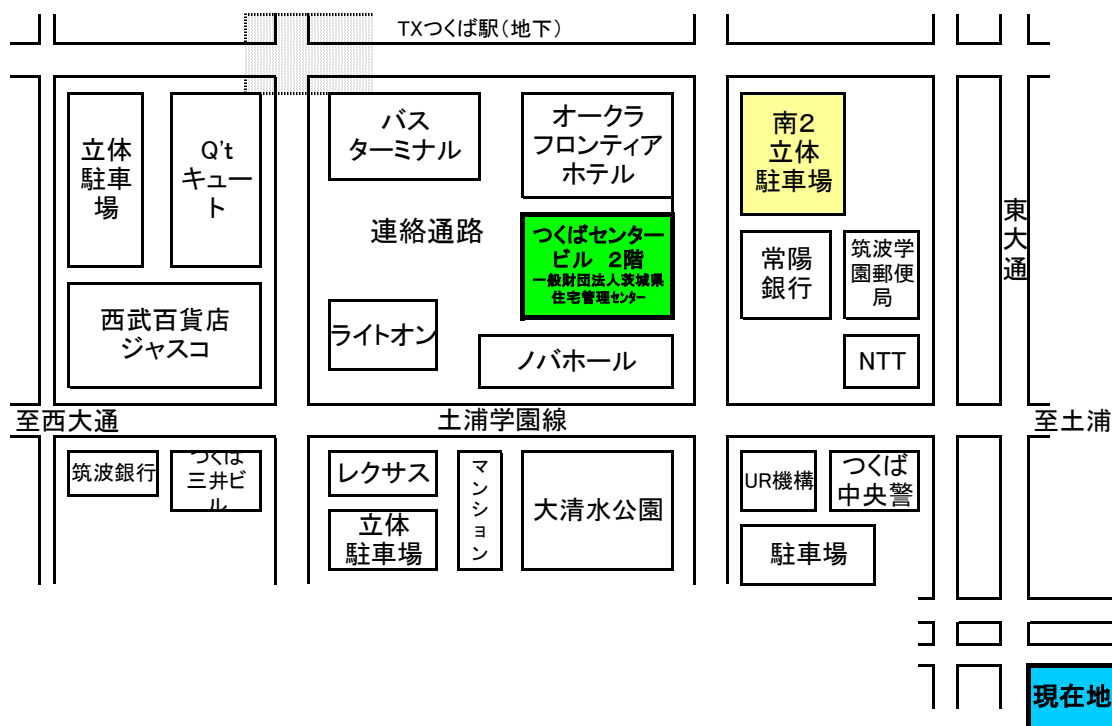 TXつくば駅（地下）
立体
駐車
場
Q't
キュー
ト
バス
ターミナル
オークラ
フロンティア
ホテル
南２
立体
駐車場
東
大
通
連絡通路
つくばセンター
ビル　２階
一般財団法人茨城県
住宅管理センター
常陽
銀行
筑波学
園郵便
局
西武百貨店
ジャスコ
ライトオン
ノバホール
NTT
至西大通
土浦学園線
至土浦
筑波銀行
つくば
三井ビ
ル
レクサス
マ
ン
シ
ョ
ン
大清水公園
UR機構
つくば
中央警
立体
駐車場
駐車場
現在地